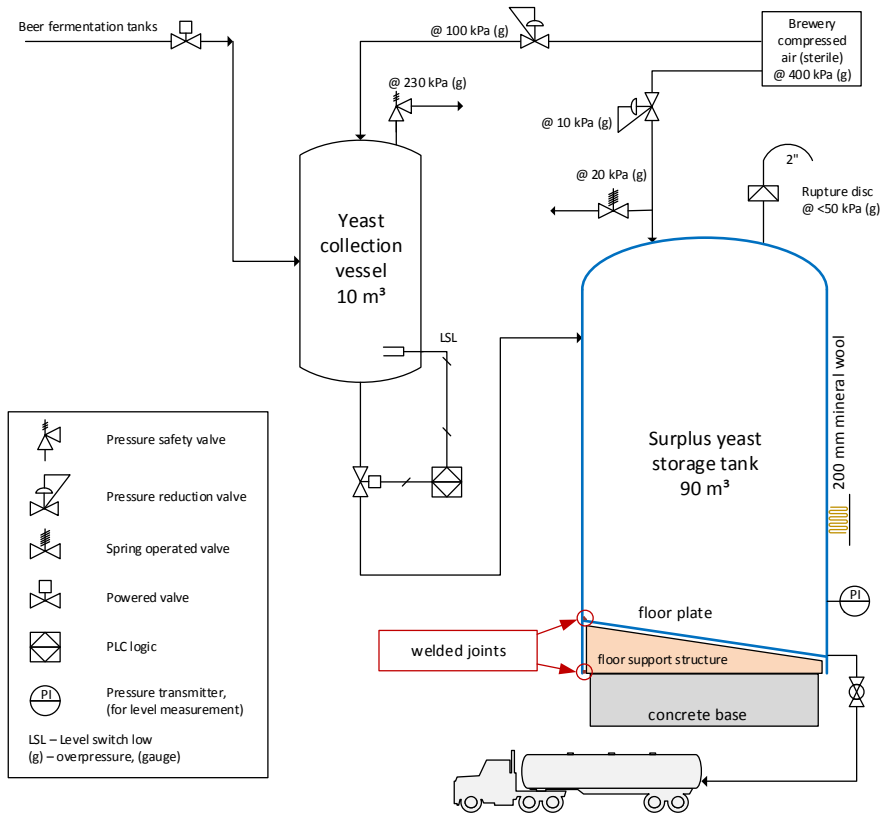 Beer fermentation tanks
@ 100 kPa (g)
Brewery
compressed
air (sterile)
@ 400 kPa (g)
@ 230 kPa (g)
@ 10 kPa (g)
2"
@ 20 kPa (g)
Rupture disc
@ <50 kPa (g)
Yeast
collection
vessel
10 m³
LSL
200 mm mineral wool
Surplus yeast
storage tank
90 m³
Pressure safety valve
Pressure reduction valve
Spring operated valve
Powered valve
PLC logic
PI
Pressure transmitter,
(for level measurement)
LSL – Level switch low
(g) – overpressure, (gauge)
PI
floor plate
welded joints
floor support structure
concrete base